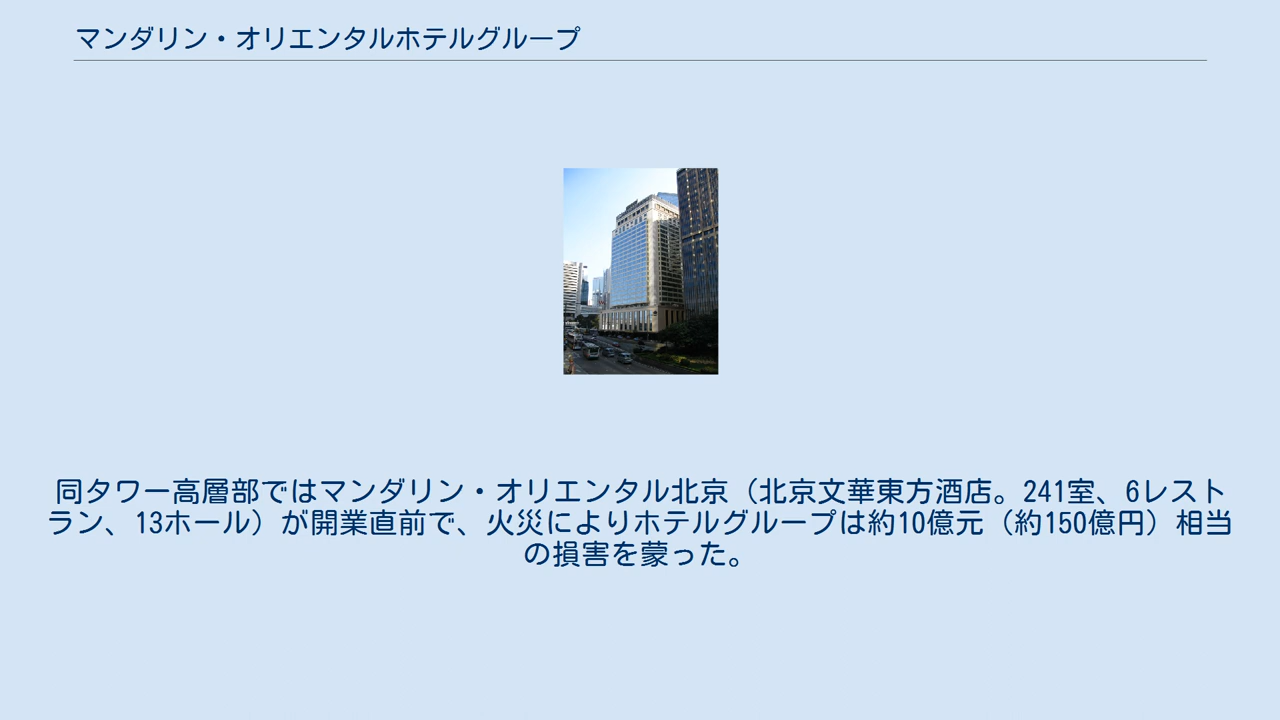 マンダリン・オリエンタルホテルグループ
同タワー高層部ではマンダリン・オリエンタル北京（北京文華東方酒店。241室、6レスト
ラン、13ホール）が開業直前で、火災によりホテルグループは約10億元（約150億円）相当
の損害を蒙った。